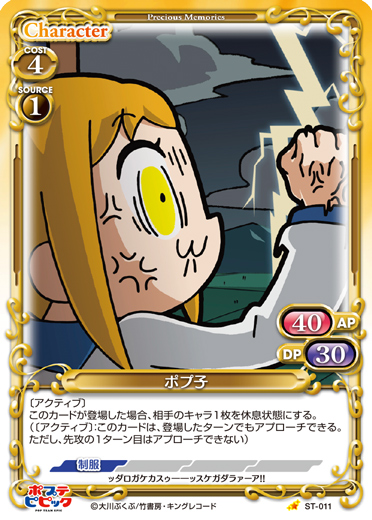 Precious Memories
Character
COST
4
SOURCE
1
40 AP
DP 30
ポプ子
［アクティブ］
このカードが登場した場合、相手のキャラ1枚を休息状態にする。
（［アクティブ］：このカードは、登場したターンでもアプローチできる。
ただし、先攻の1ターン目はアプローチできない）
制服
ッダロガケカスゥ――ッスケガダラァーア!!
ポプテピピック
POP TEAM EPIC
©大川ぶくぶ/竹書房・キングレコード
ST-011